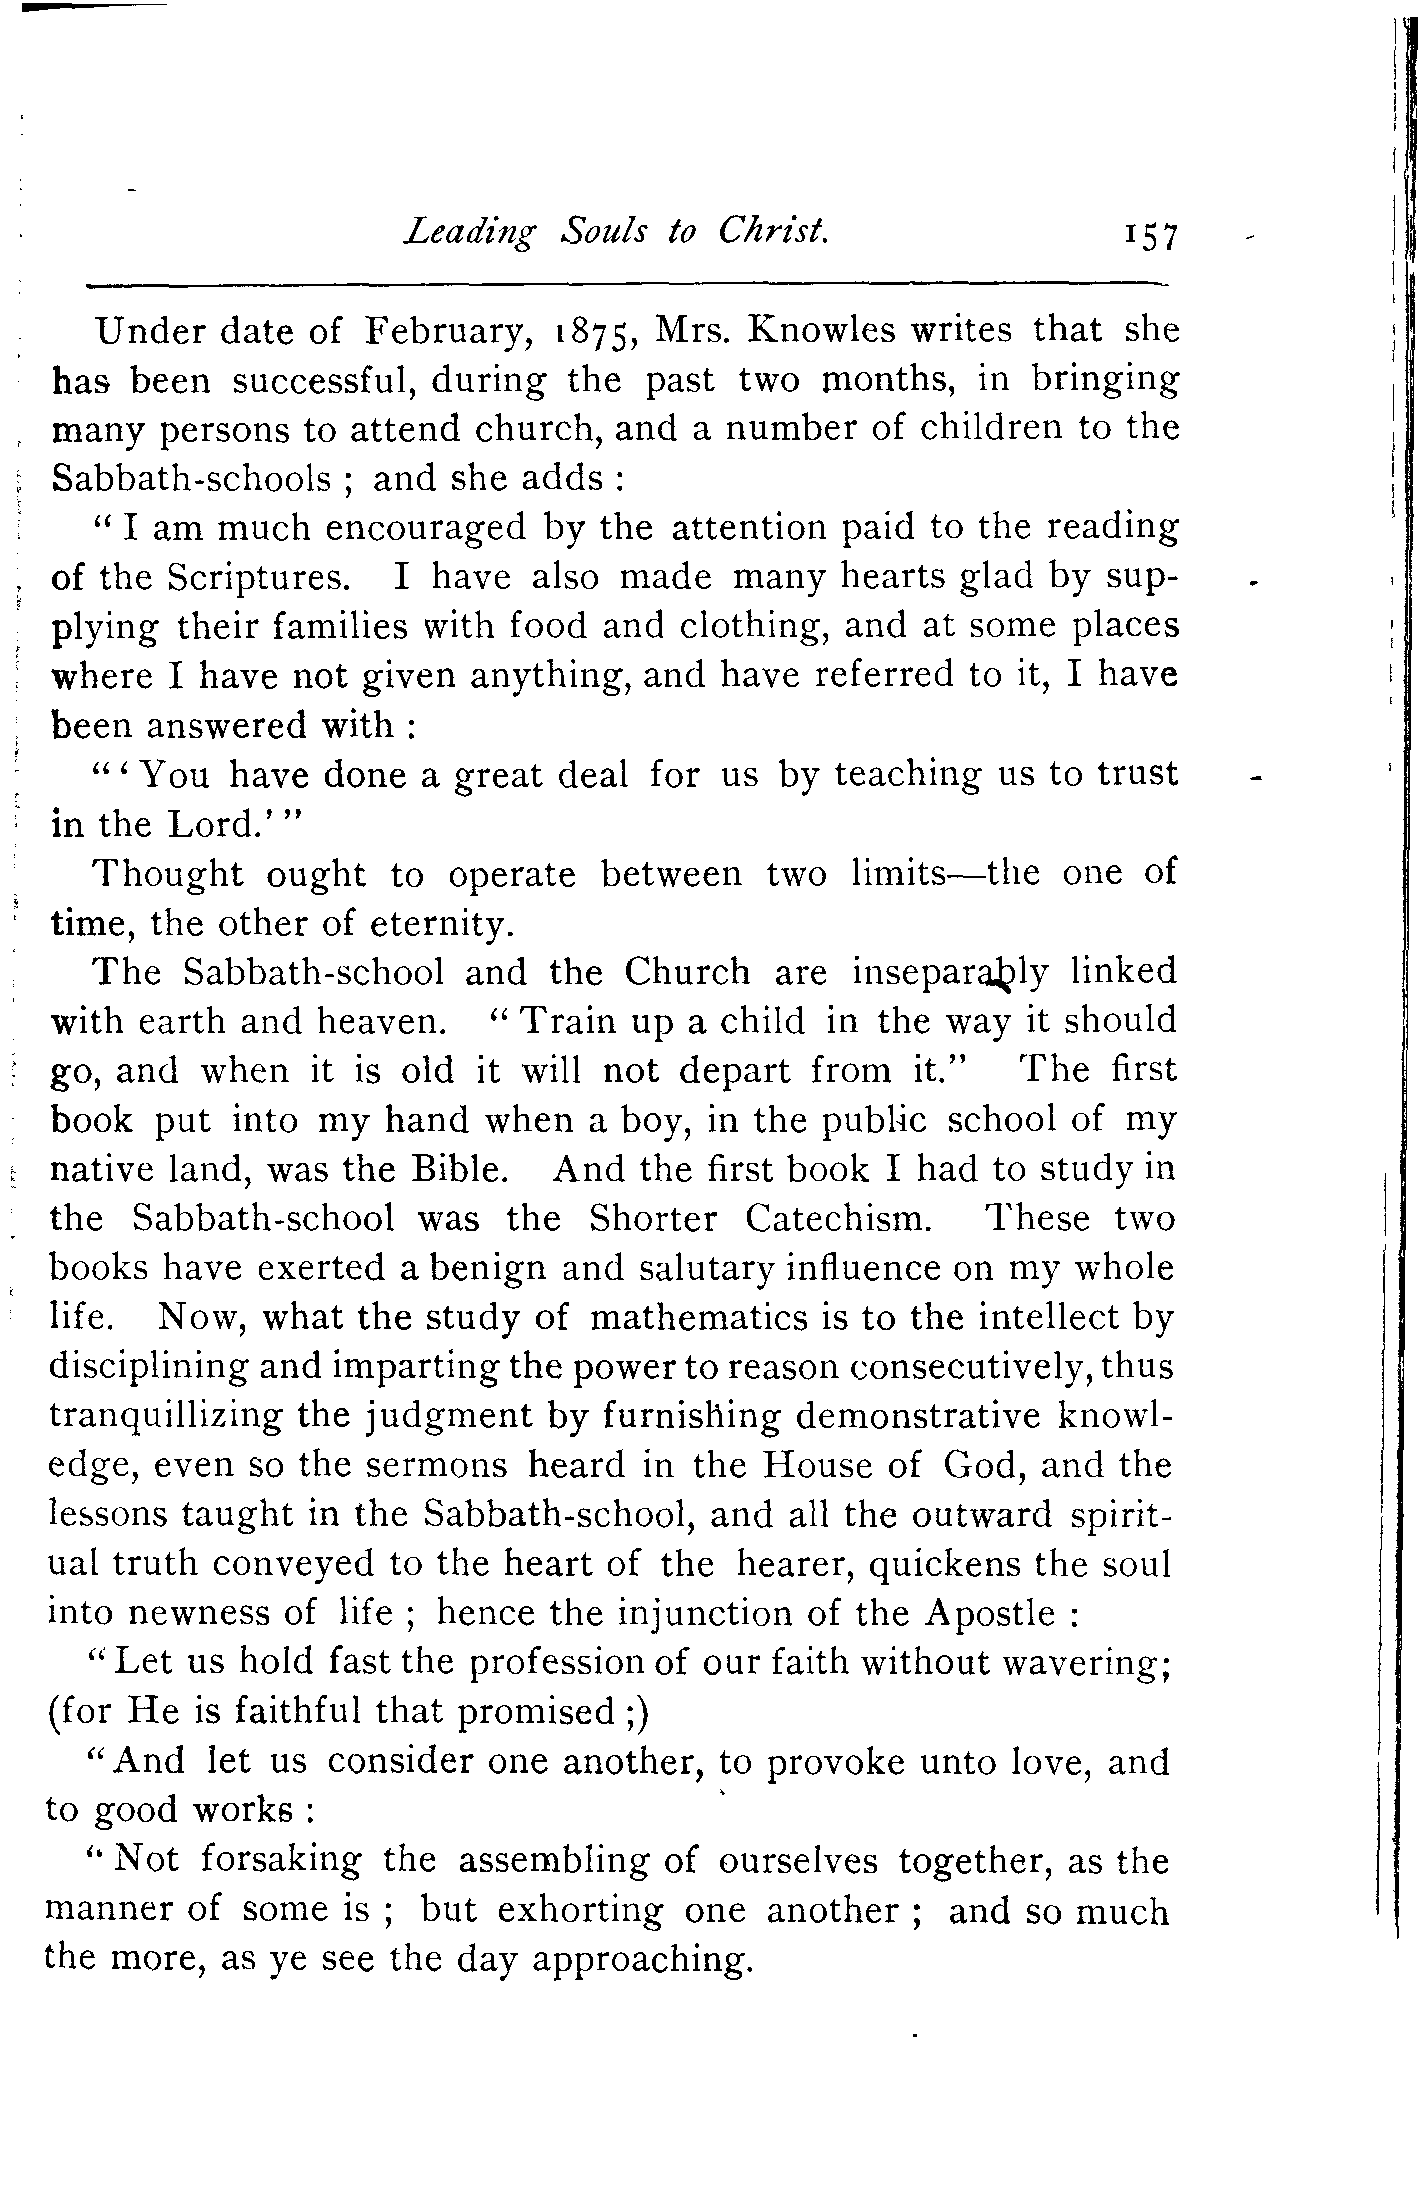 Leading Souls to Christ. 157
Under date of February, 1875, Mrs. Knowles writes that she
has been successful, during the past two months, in bringing
many persons to attend church, and a number of children to the
Sabbath-schools ; and she adds :
" I am much encouraged by the attention paid to the reading
of the Scriptures. I have also made many hearts glad by sup-
plying their families with food and clothing, and at some places
where I have not given anything, and have referred to it, I have
been answered with :
" ' You have done a great deal for us by teaching us to trust
in the Lord.' "
Thought ought to operate between two limits—the one of
time, the other of eternity.
The Sabbath-school and the Church are inseparably linked
with earth and heaven. " Train up a child in the way it should
go, and when it is old it will not depart from it." The first
book put into my hand when a boy, in the public school of my
native land, was the Bible. And the first book I had to study in
the Sabbath-school was the Shorter Catechism. These two
books have exerted a benign and salutary influence on my whole
life. Now, what the study of mathematics is to the intellect by
disciplining and imparting the power to reason consecutively, thus
tranquillizing the judgment by furnishing demonstrative knowl-
edge, even so the sermons heard in the House of God, and the
lessons taught in the Sabbath-school, and all the outward spirit-
ual truth conveyed to the heart of the hearer, quickens the soul
into newness of life ; hence the injunction of the Apostle :
" Let us hold fast the profession of our faith without wavering;
(for He is faithful that promised ;)
" And let us consider one another, to provoke unto love, and
to good works :
" Not forsaking the assembling of ourselves together, as the
manner of some is ; but exhorting one another ; and so much
the more, as ye see the day approaching.